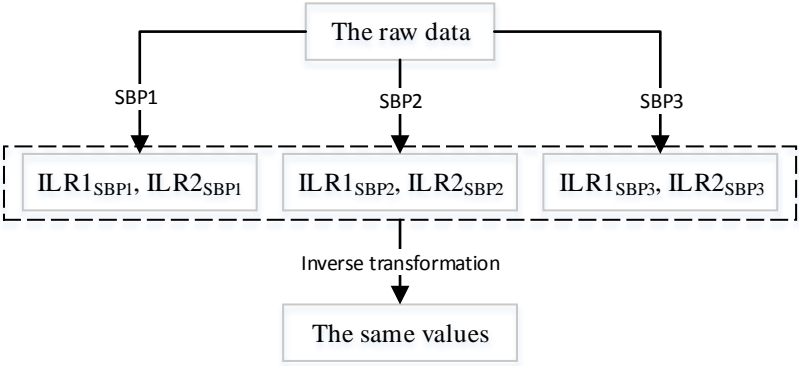 The raw data
SBP1 SBP2 SBP3
ILR1SBP1, ILR2SBP1 ILR1SBP2, ILR2SBP2 ILR1SBP3, ILR2SBP3
Inverse transformation
The same values